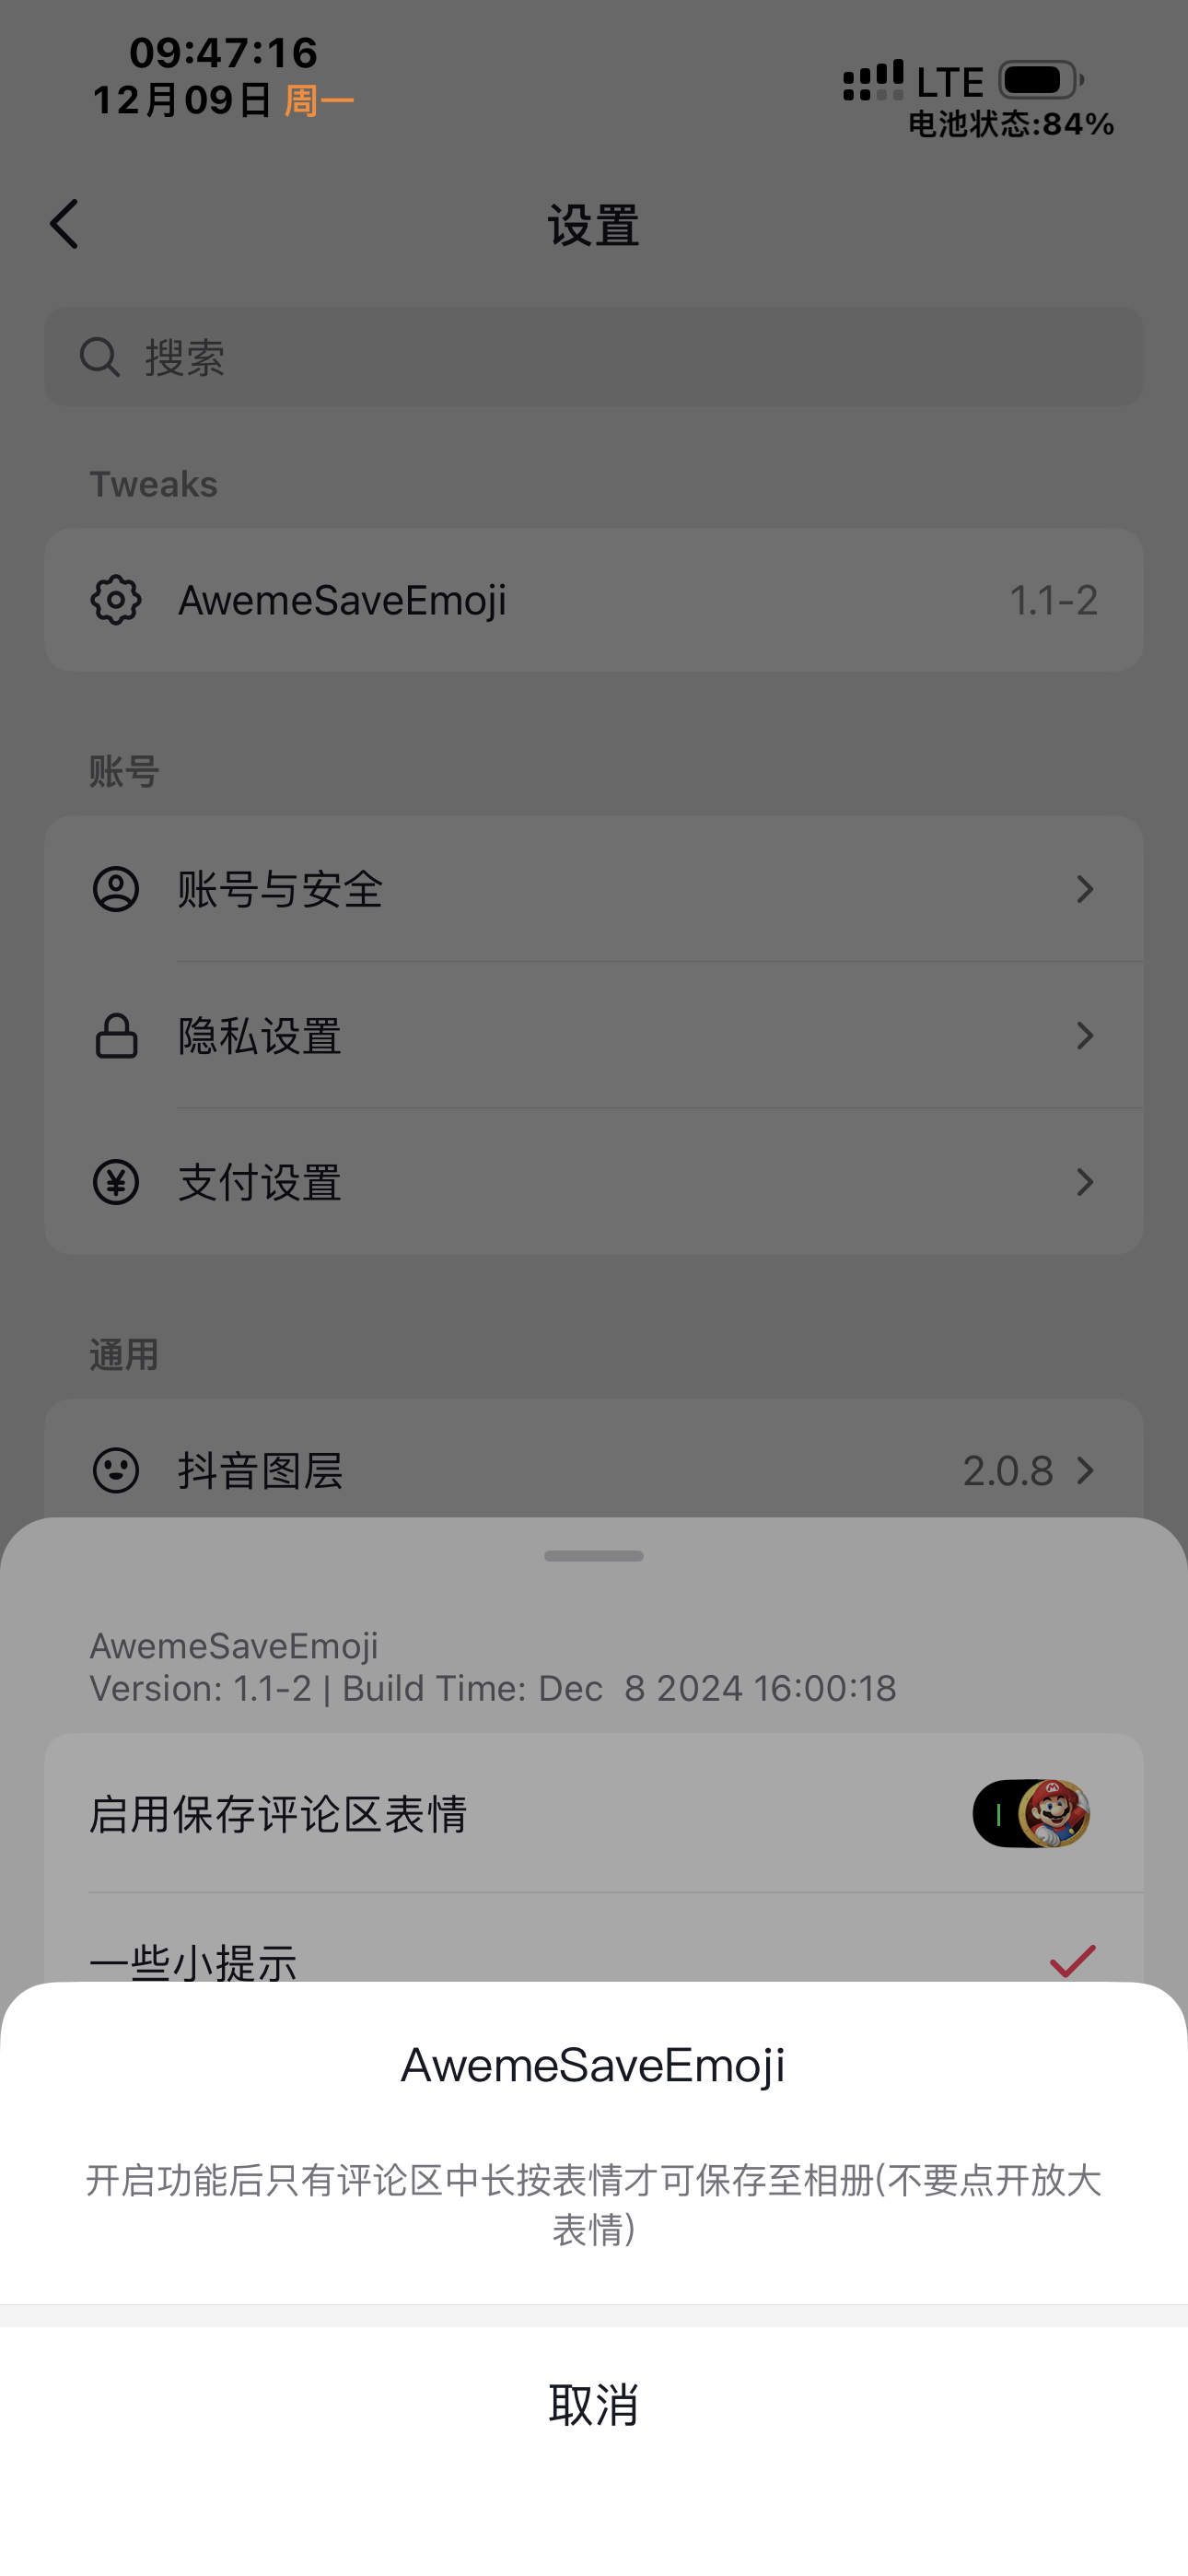 09:47:16
12月09日 周一
LTE
电池状态:84%
设置
搜索
Tweaks
AwemeSaveEmoji 1.1-2
账号
账号与安全
隐私设置
支付设置
通用
抖音图层 2.0.8
AwemeSaveEmoji
Version: 1.1-2 | Build Time: Dec  8 2024 16:00:18
启用保存评论区表情
一些小提示
AwemeSaveEmoji
开启功能后只有评论区中长按表情才可保存至相册(不要点开放大
表情)
取消